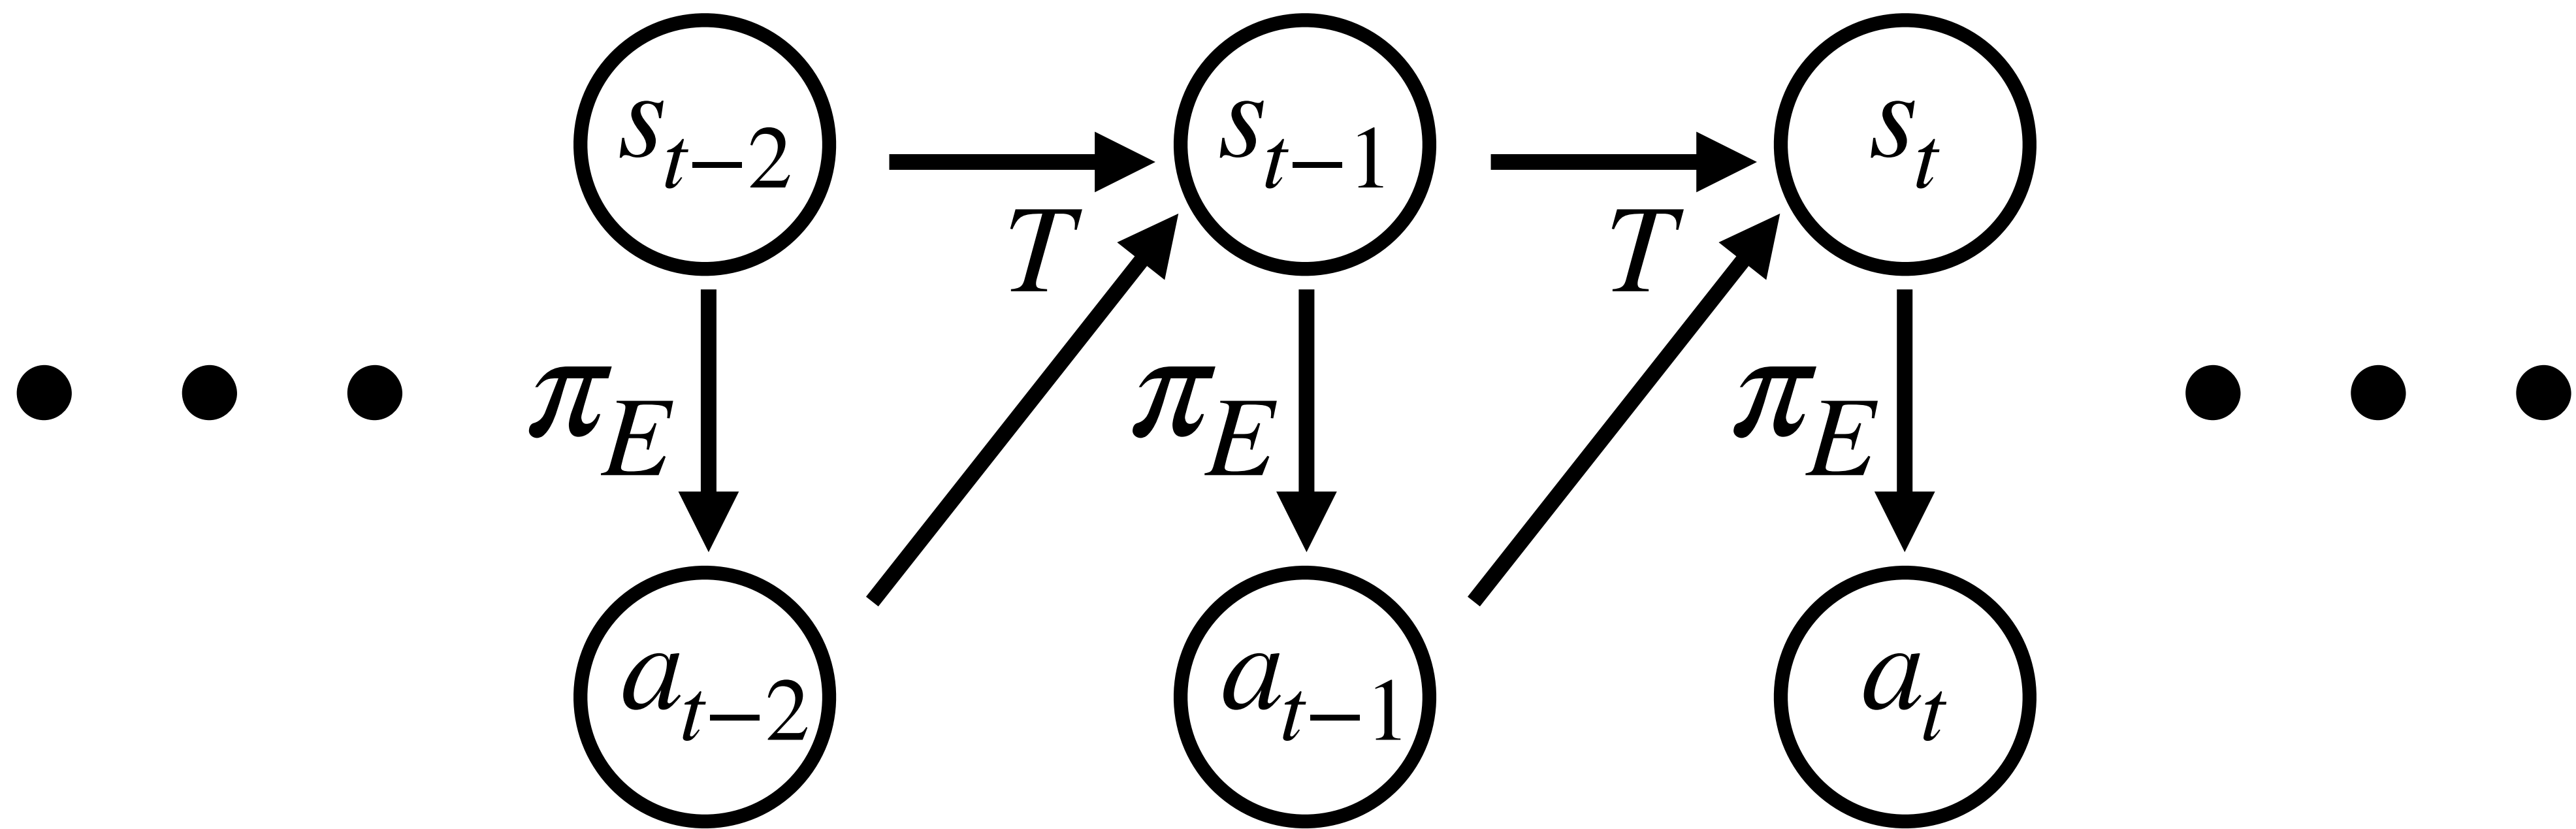 s_{t−2} s_{t−1} s_t
T T
π_E π_E π_E
a_{t−2} a_{t−1} a_t